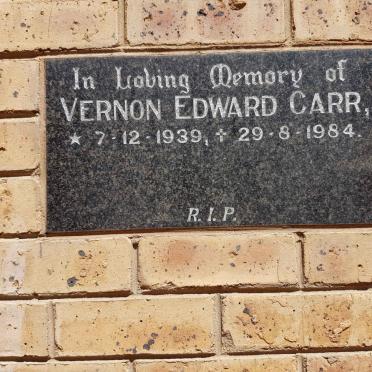 In Loving Memory of
VERNON EDWARD CARR,
★ 7-12-1939, ✝ 29-8-1984.
R.I.P.